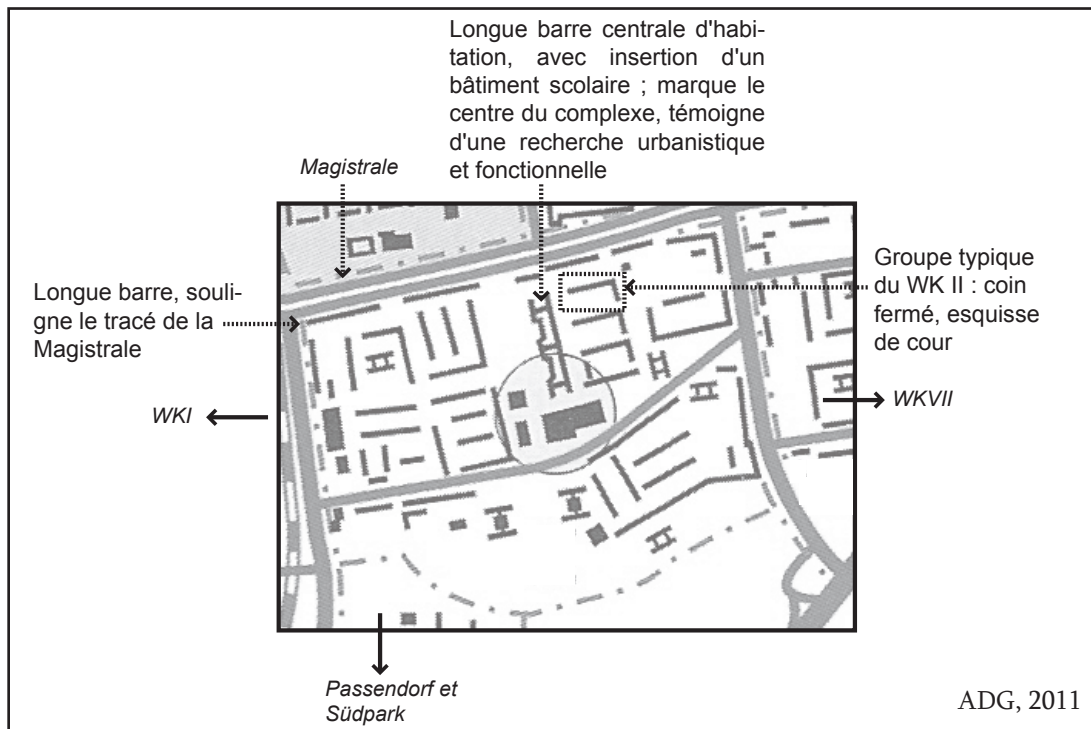 Longue barre centrale d'habi-
tation, avec insertion d'un
bâtiment scolaire ; marque le
centre du complexe, témoigne
d'une recherche urbanistique
et fonctionnelle
Magistrale
Longue barre, souli-
gne le tracé de la
Magistrale
Groupe typique
du WK II : coin
fermé, esquisse
de cour
WKI
WKVII
Passendorf et
Südpark
ADG, 2011